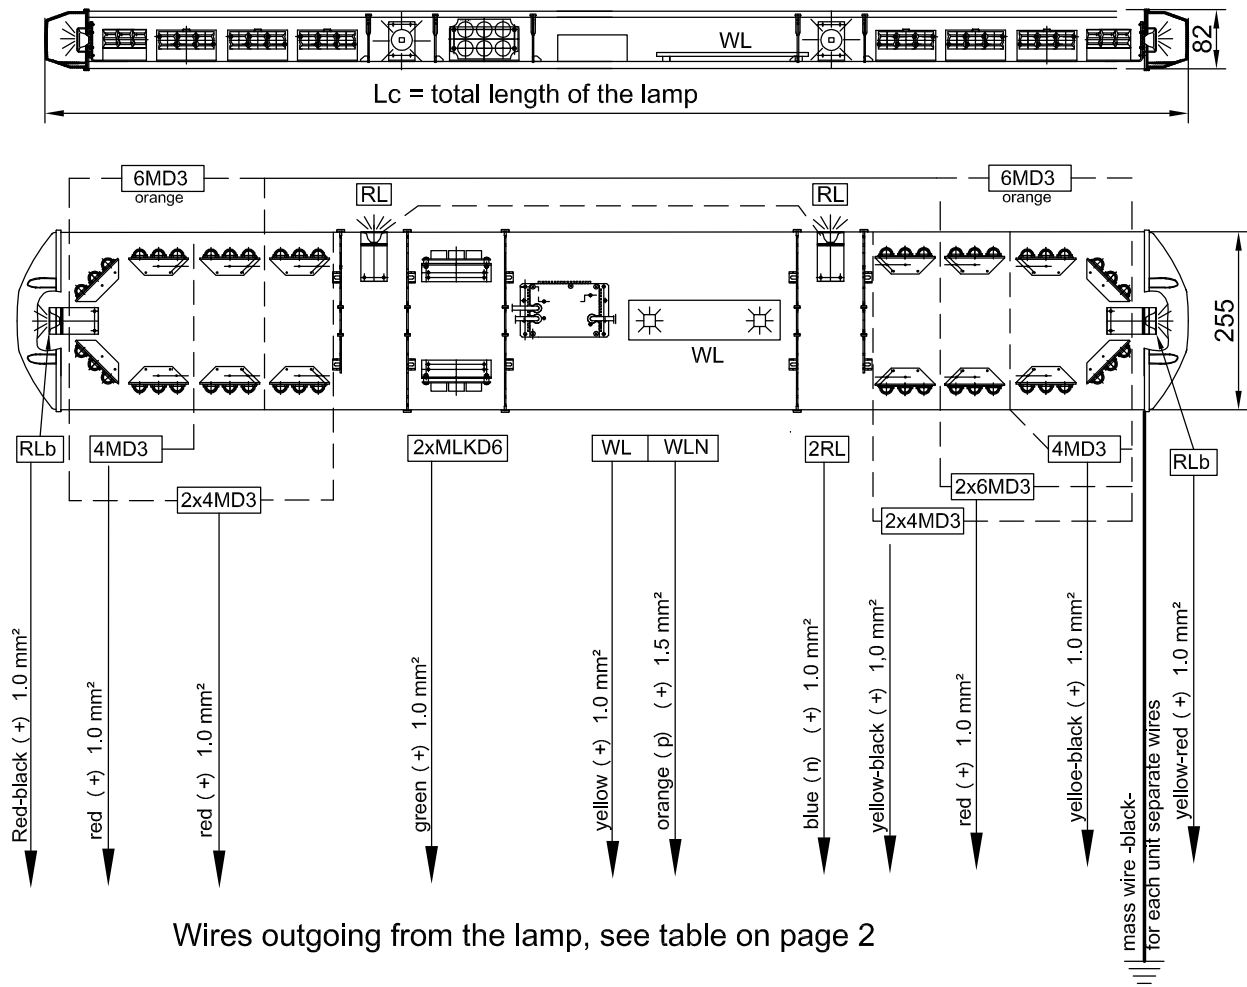 WL
82
Lc = total length of the lamp
6MD3
orange
RL
RL
6MD3
orange
255
WL
RLb
4MD3
2xMLKD6
WL
WLN
2RL
4MD3
RLb
2x4MD3
2x6MD3
2x4MD3
Red-black (+) 1.0 mm²
red (+) 1.0 mm²
red (+) 1.0 mm²
green (+) 1.0 mm²
yellow (+) 1.0 mm²
orange (p) (+) 1.5 mm²
blue (n) (+) 1.0 mm²
yellow-black (+) 1,0 mm²
red (+) 1.0 mm²
yelloe-black (+) 1.0 mm²
mass wire -black-
for each unit separate wires
yellow-red (+) 1.0 mm²
Wires outgoing from the lamp, see table on page 2